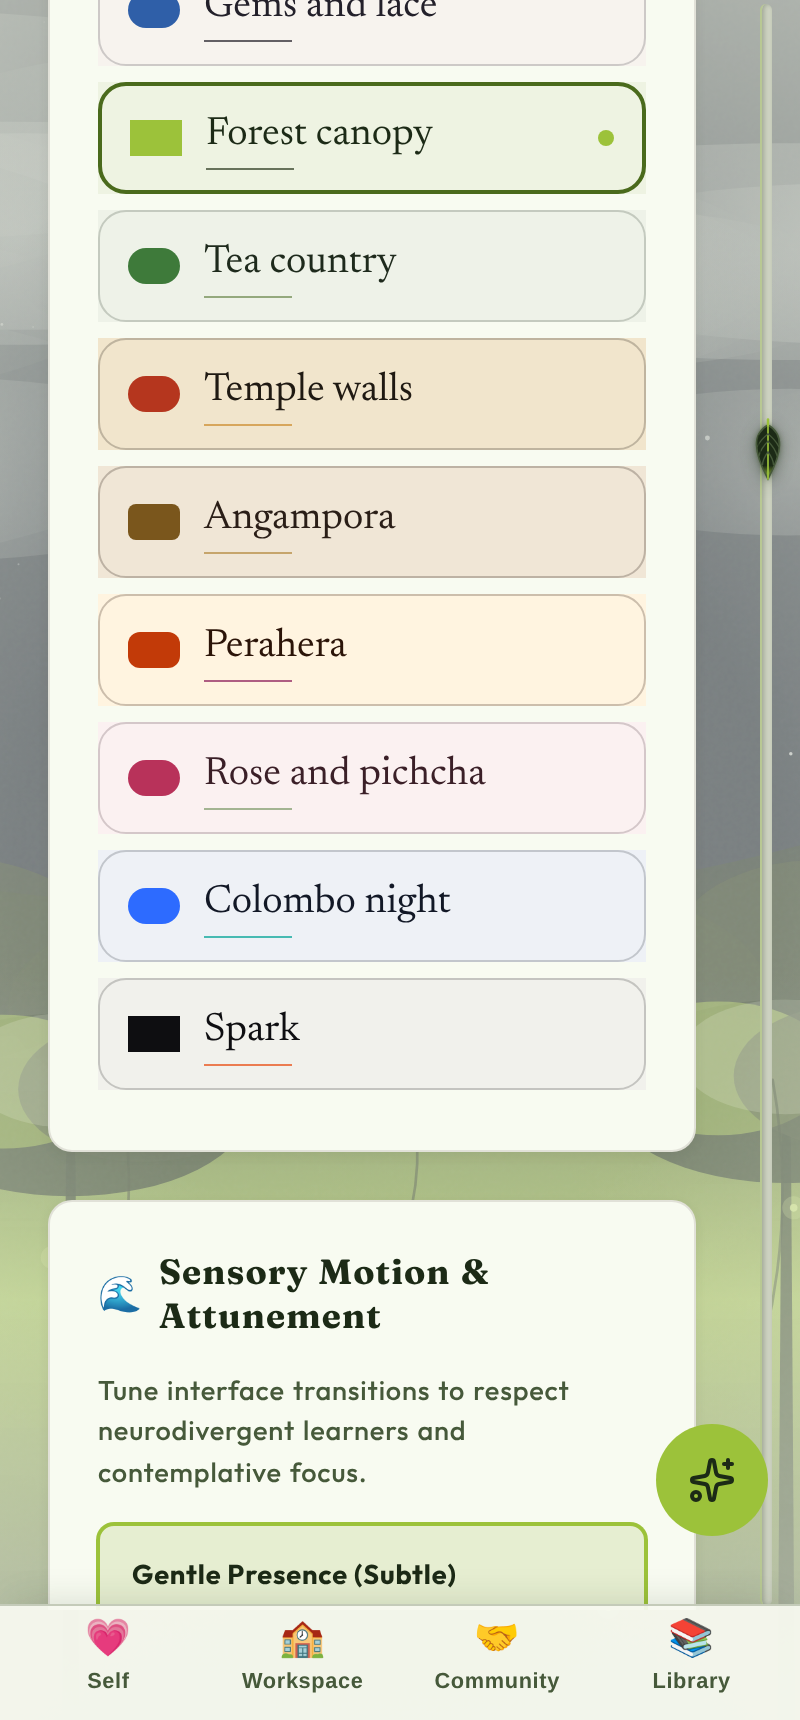 Gems and lace
Forest canopy
Tea country
Temple walls
Angampora
Perahera
Rose and pichcha
Colombo night
Spark
Sensory Motion &
Attunement
Tune interface transitions to respect
neurodivergent learners and
contemplative focus.
Gentle Presence (Subtle)
Self
Workspace
Community
Library